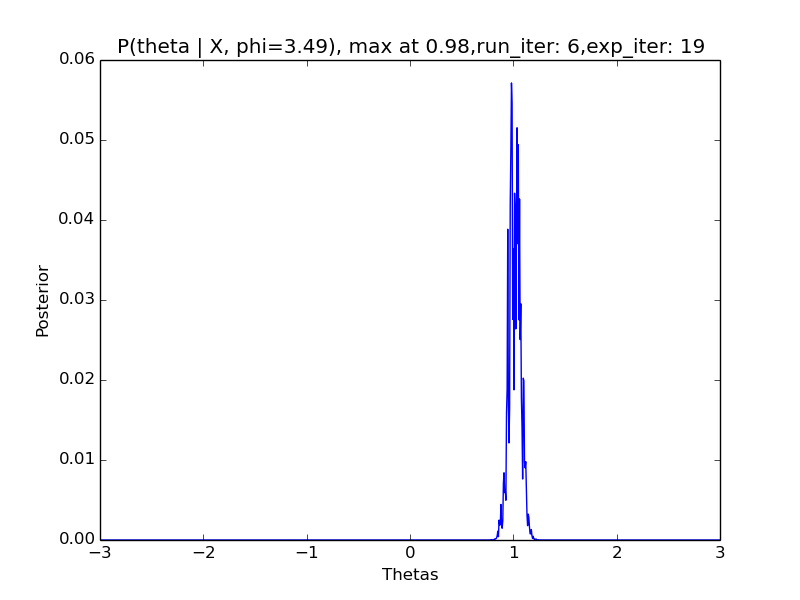 P(theta | X, phi=3.49), max at 0.98,run_iter: 6,exp_iter: 19
0.06
0.05
0.04
0.03
0.02
0.01
0.00
Posterior
−3 −2 −1 0 1 2 3
Thetas